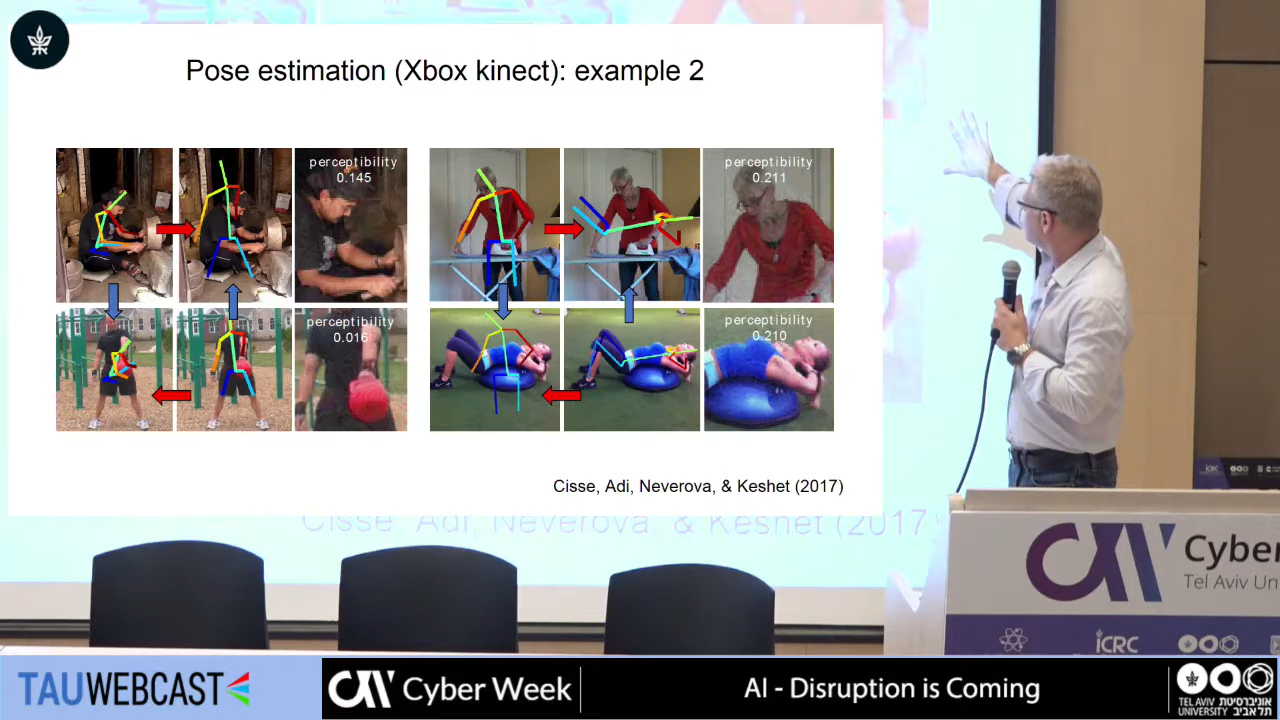 Pose estimation (Xbox kinect): example 2
perceptibility
0.145
perceptibility
0.211
perceptibility
0.016
perceptibility
0.210
Cisse, Adi, Neverova, & Keshet (2017)
Cisse, Adi, Neverova, & Keshet (2017)
Cyber
Tel Aviv Un
ICRC
TAUWEBCAST
Cyber Week
AI - Disruption is Coming
TEL AVIV אוניברסיטת
UNIVERSITY תל אביב